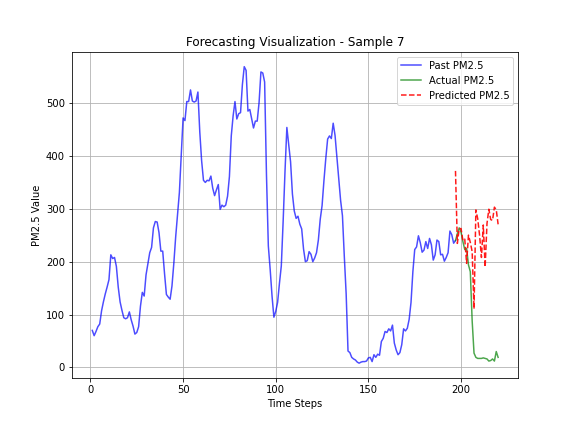 Forecasting Visualization - Sample 7
Past PM2.5
Actual PM2.5
Predicted PM2.5
PM2.5 Value
500
400
300
200
100
0
0 50 100 150 200
Time Steps